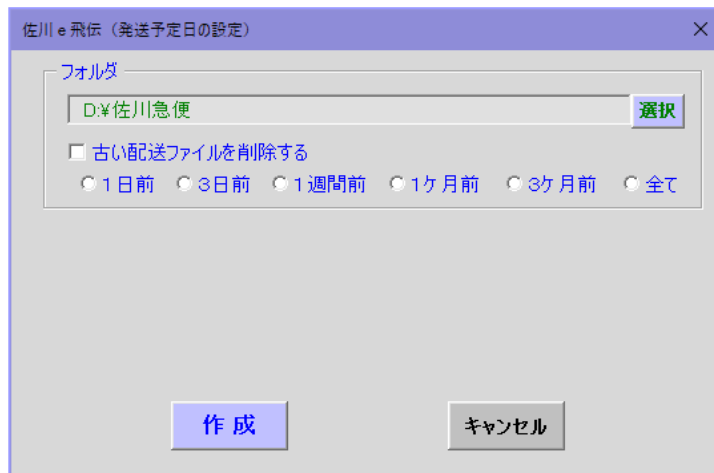 佐川e飛伝（発送予定日の設定）
フォルダ
D:¥佐川急便
選択
古い配送ファイルを削除する
１日前 ３日前 １週間前 １ケ月前 ３ケ月前 全て
作成 キャンセル